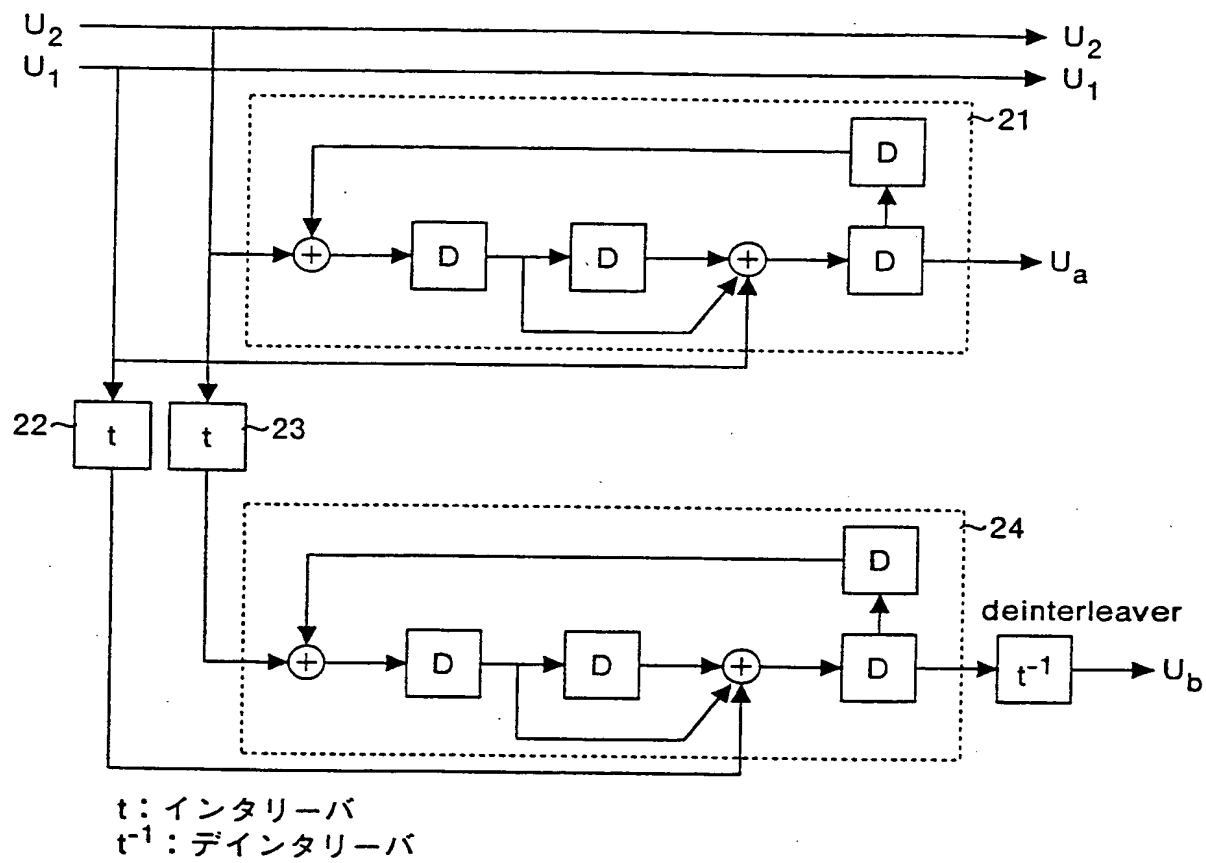 U2
U2
U1
U1
21
D
D
D
D
Ua
22
t
t
23
24
D
deinterleaver
D
D
D
t-1
Ub
t：インタリーバ
t-1：デインタリーバ